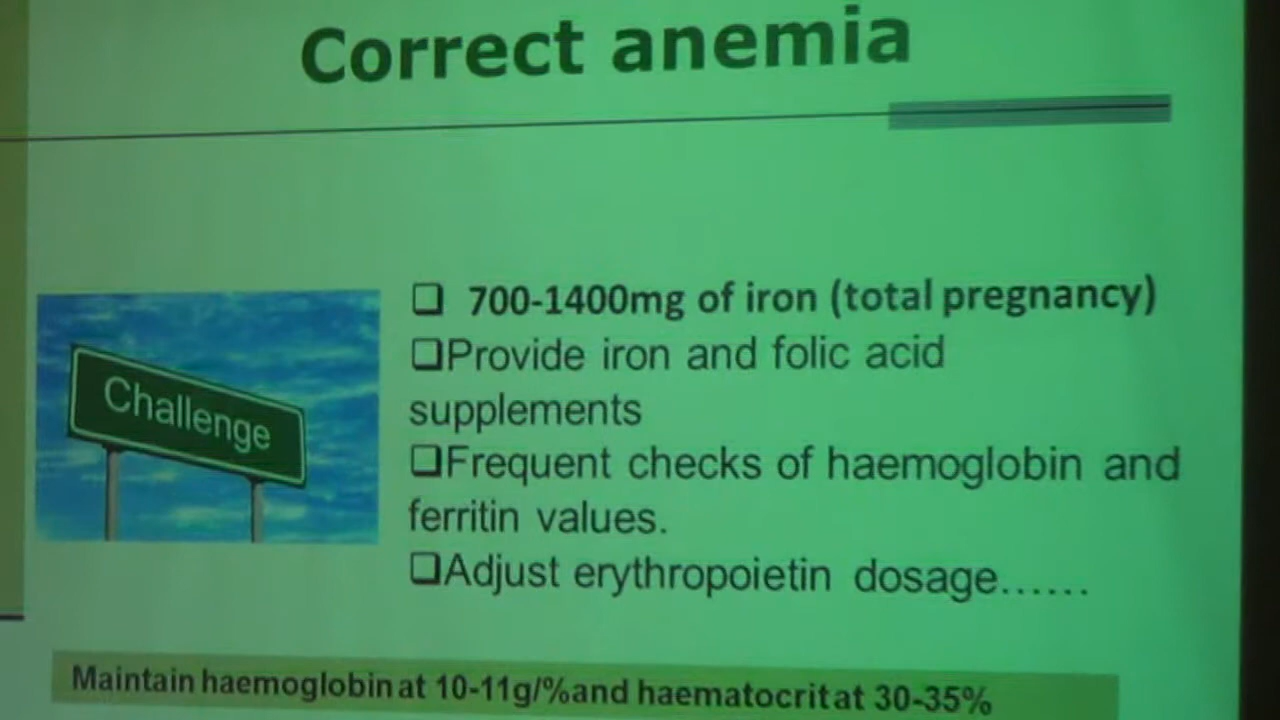 Correct anemia
Challenge
❑ 700-1400mg of iron (total pregnancy)
❑Provide iron and folic acid
supplements
❑Frequent checks of haemoglobin and
ferritin values.
❑Adjust erythropoietin dosage......
Maintain haemoglobin at 10-11g/%and haematocrit at 30-35%